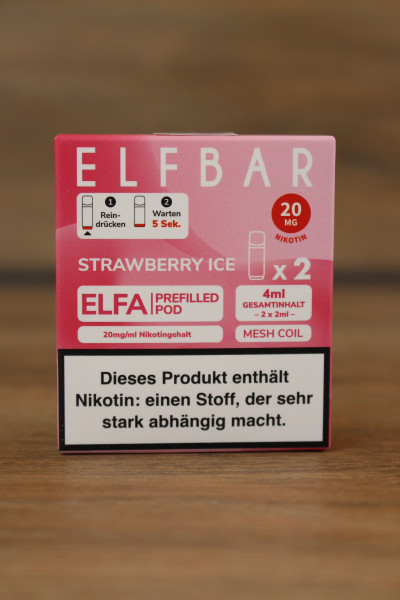 ELFBAR
1 2
Rein-
drücken
Warten
5 Sek.
20
MG
NIKOTIN
STRAWBERRY ICE
x 2
ELFA PREFILLED
POD
4ml
GESAMTINHALT
– 2 x 2ml –
20mg/ml Nikotingehalt
MESH COIL
Dieses Produkt enthält
Nikotin: einen Stoff, der sehr
stark abhängig macht.